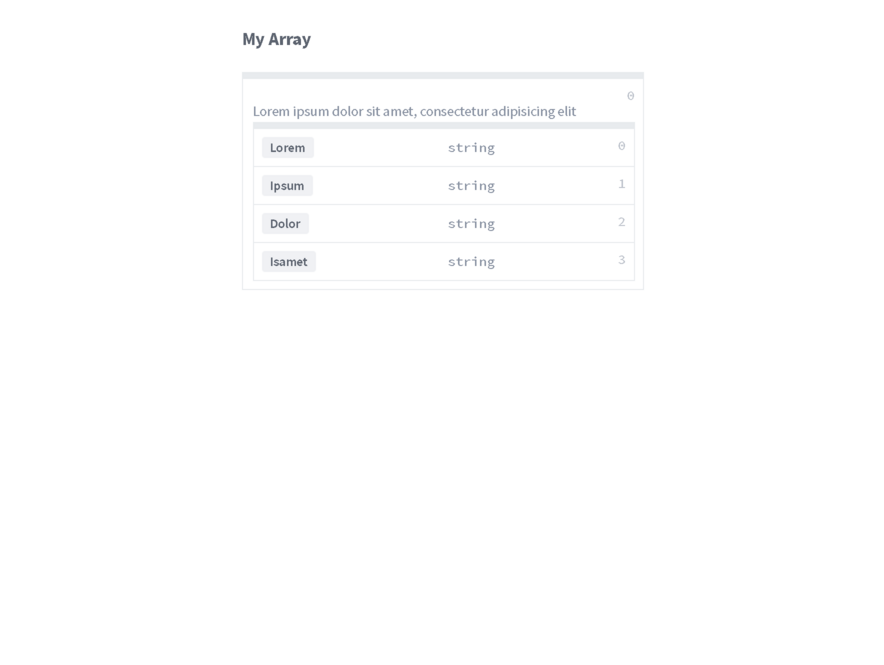 My Array
0
Lorem ipsum dolor sit amet, consectetur adipisicing elit
Lorem string 0
Ipsum string 1
Dolor string 2
Isamet string 3